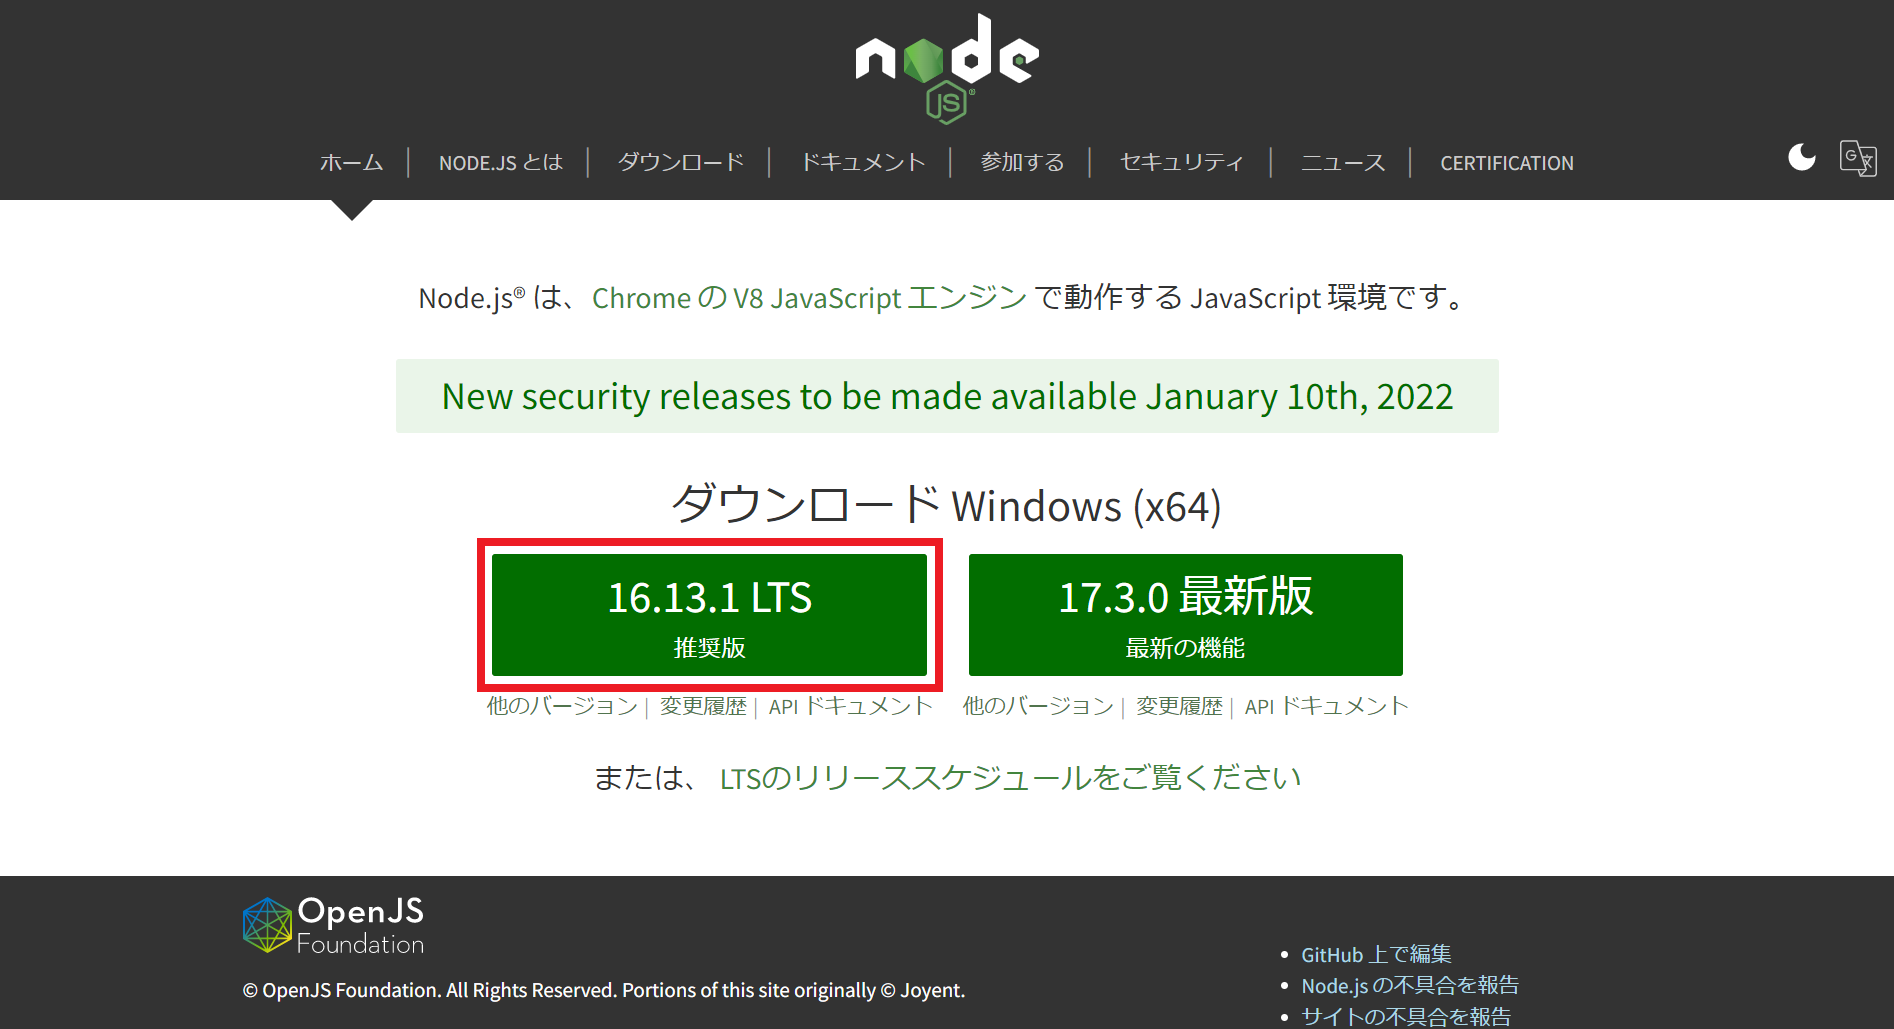 node
JS®
ホーム | NODE.JS とは | ダウンロード | ドキュメント | 参加する | セキュリティ | ニュース | CERTIFICATION
G 文
Node.js® は、Chrome の V8 JavaScript エンジン で動作する JavaScript 環境です。
New security releases to be made available January 10th, 2022
ダウンロード Windows (x64)
16.13.1 LTS
推奨版
17.3.0 最新版
最新の機能
他のバージョン | 変更履歴 | API ドキュメント
他のバージョン | 変更履歴 | API ドキュメント
または、 LTSのリリーススケジュールをご覧ください
OpenJS
Foundation
© OpenJS Foundation. All Rights Reserved. Portions of this site originally © Joyent.
• GitHub 上で編集
• Node.js の不具合を報告
• サイトの不具合を報告